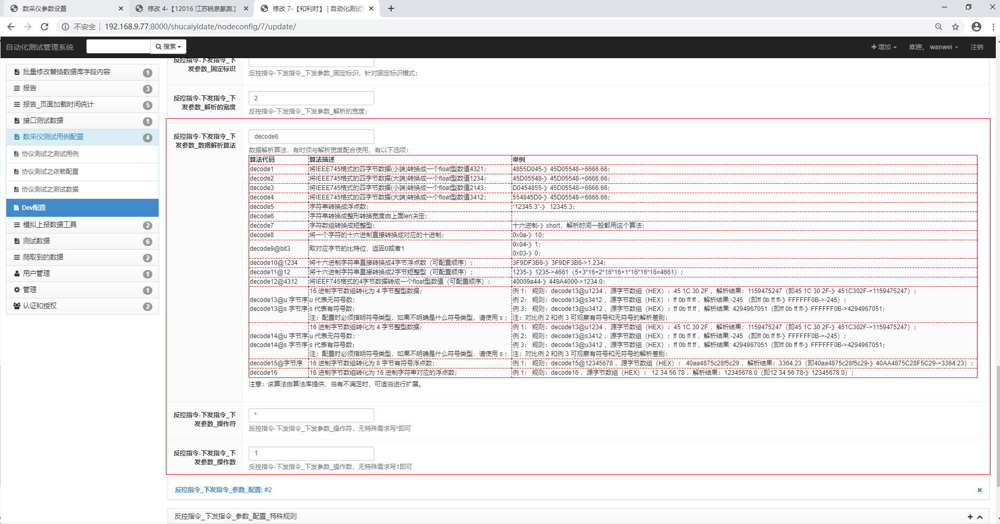 数采仪参数设置
修改 4-【12016 江苏锐泉氨氮】
修改 7-【和利时】 | 自动化测试
不安全
192.168.9.77:8000/shucaiyidate/nodeconfig/7/update/
自动化测试管理系统
搜索
增加
欢迎， wanwei
注销
批量修改替换数据库字段内容 1
报告 3
报告_页面加载时间统计 5
接口测试数据 1
数采仪测试用例配置 4
协议测试之测试用例
协议测试之依赖配置
协议测试之测试数据
Dev配置
模拟上报数据工具 2
测试数据 6
爬取到的数据 2
用户管理 1
管理 1
认证和授权 2
反控指令-下发指令_下
发参数_固定标识
反控指令-下发指令_下发参数_固定标识，针对固定标识模式；
反控指令-下发指令_下
发参数_解析的宽度
2
反控指令-下发指令_下发参数_解析的宽度；
反控指令-下发指令_下
发参数_数据解析算法
decode6
数据解析算法，有时须与解析宽度配合使用，有以下选项：
算法代码 算法描述 举例
decode1 将IEEE745格式的四字节数据(小端)转换成一个float型数值4321； 4855D045-》45D05548->6666.66；
decode2 将IEEE745格式的四字节数据(大端)转换成一个float型数值1234； 45D05548-》45D05548->6666.66；
decode3 将IEEE745格式的四字节数据(小端)转换成一个float型数值2143； D0454855-》45D05548->6666.66；
decode4 将IEEE745格式的四字节数据(大端)转换成一个float型数值3412； 554845D0-》45D05548->6666.66；
decode5 字符串转换成浮点数； “12345.3”-》 12345.3；
decode6 字符串转换成整形转换宽度由上面len决定；
decode7 字符数组转换成短整型； 十六进制-》short，解析时间一般都用这个算法；
decode8 将一个字符的十六进制直接转换成对应的十进制； 0x0a-》10；
decode9@bit3 取对应字节的比特位，返回0或者1 0x04-》1；
0x03-》0；
decode10@1234 将十六进制字符串直接转换成4字节浮点数（可配置顺序）； 3F9DF3B6-》3F9DF3B6->1.234；
decode11@12 将十六进制字符串直接转换成2字节短整型（可配置顺序）； 1235-》1235->4661（5+3*16+2*16*16+1*16*16*16=4661）；
decode12@4312 将IEEF745格式的4字节数据转成一个float型数值（可配置顺序）； 40009a44-》449A4000->1234.0；
decode13@u 字节序
decode13@s 字节序
16 进制字节数组转化为 4 字节整型数据；
u 代表无符号数；
s 代表有符号数；
注：配置时必须指明符号类型，如果不明确是什么符号类型，请使用 s；
例 1： 规则：decode13@u1234 ，源字节数组（HEX）：45 1C 30 2F ，解析结果：1159475247（即45 1C 30 2F-》451C302F->1159475247）；
例 2： 规则：decode13@s3412 ，源字节数组（HEX）：ff 0b ff ff ，解析结果:-245 （即ff 0b ff ff-》FFFFFF0B->-245）；
例 3： 规则：decode13@u3412 ，源字节数组（HEX）：ff 0b ff ff ，解析结果: 4294967051（即ff 0b ff ff-》FFFFFF0B->4294967051；
注：对比例 2 和例 3 可观察有符号和无符号的解析差别；
decode14@u 字节序
decode14@s 字节序
16 进制字节数组转化为 4 字节整型数据；
u 代表无符号数；
s 代表有符号数；
注：配置时必须指明符号类型，如果不明确是什么符号类型，请使用 s；
例 1： 规则：decode13@u1234 ，源字节数组（HEX）：45 1C 30 2F ，解析结果：1159475247（即45 1C 30 2F-》451C302F->1159475247）；
例 2： 规则：decode13@s3412 ，源字节数组（HEX）：ff 0b ff ff ，解析结果:-245 （即ff 0b ff ff-》FFFFFF0B->-245）；
例 3： 规则：decode13@u3412 ，源字节数组（HEX）：ff 0b ff ff ，解析结果: 4294967051（即ff 0b ff ff-》FFFFFF0B->4294967051；
注：对比例 2 和例 3 可观察有符号和无符号的解析差别；
decode15@字节序 16 进制字节数组转化为 8 字节有符号浮点数； 例 1： 规则：decode15@12345678 ，源字节数组（HEX）： 40aa4875c28f5c29 ，解析结果：3364.23（即40aa4875c28f5c29-》40AA4875C28F5C29->3364.23）；
decode16 16 进制字节数组转化为 16 进制字符串对应的浮点数； 例 1： 规则：decode16 ，源字节数组（HEX）： 12 34 56 78 ，解析结果：12345678.0（即12 34 56 78-》12345678.0）；
注意：该算法由算法库提供，当有不满足时，可适当进行扩展。
反控指令-下发指令_下
发参数_操作符
*
反控指令-下发指令_下发参数_操作符，无特殊需求写*即可
反控指令-下发指令_下
发参数_操作数
1
反控指令-下发指令_下发参数_操作数，无特殊需求写1即可
反控指令_下发指令_参数_配置: #2
反控指令_下发指令_参数_配置_特殊规则